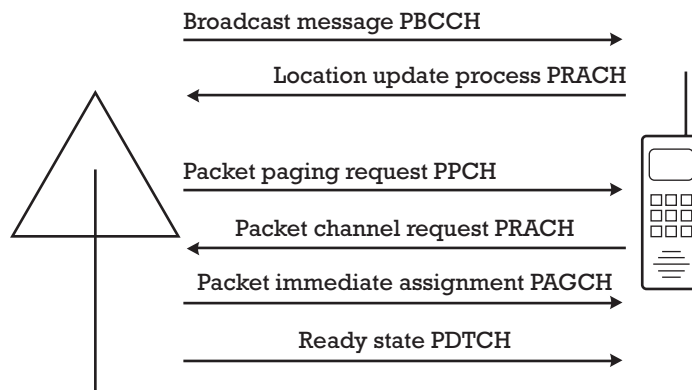 Broadcast message PBCCH
Location update process PRACH
Packet paging request PPCH
Packet channel request PRACH
Packet immediate assignment PAGCH
Ready state PDTCH